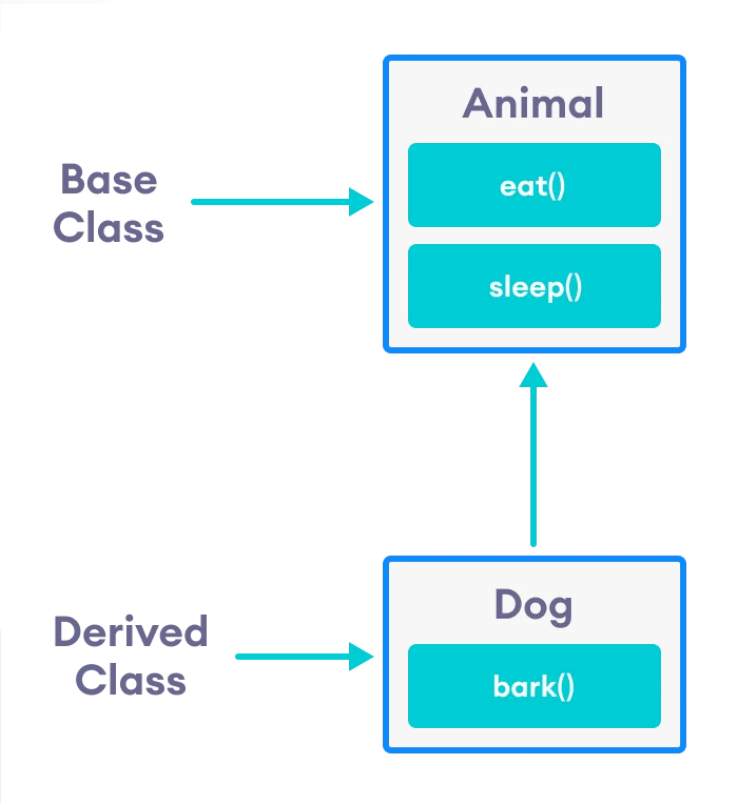 Animal
Base
Class
eat()
sleep()
Dog
Derived
Class
bark()